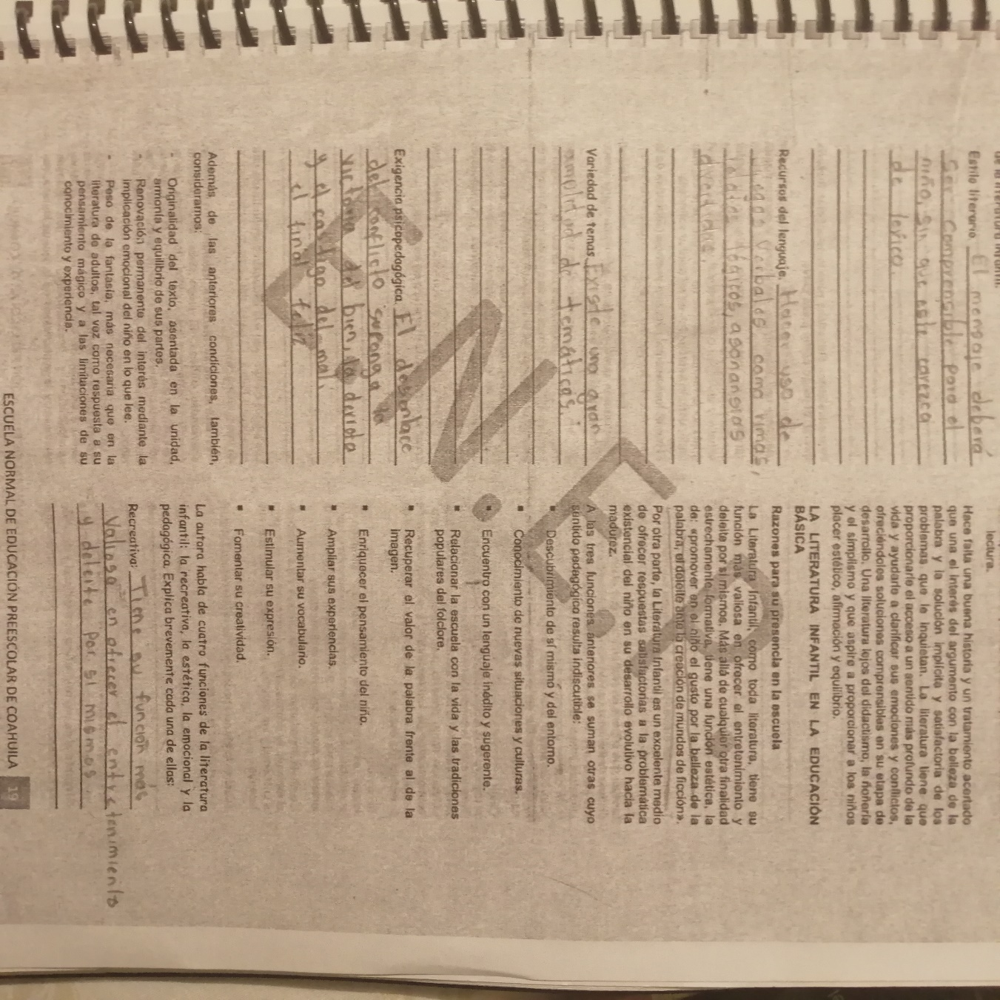 de la literatura infantil.
Estilo literario. El mensaje deberá
ser comprensible para el
niño, sin que este carezca
de lexico.
Recursos del lenguaje. Hacer uso de
juegos verbales como rimas,
asonansias
divertidas.
Variedad de temas Existe una gran
amplitud de temáticas.
Exigencia psicopedagógica. El desenlace
del conflicto suponga la
victoria del bien, la derrota
y el castigo del mal.
el final feliz
Además de las anteriores condiciones, también,
consideramos:
- Originalidad del texto, asentada en la unidad,
armonía y equilibrio de sus partes.
- Renovación permanente del interés mediante la
implicación emocional del niño en lo que lee.
- Peso de la fantasía, más necesaria que en la
literatura de adultos, tal vez como respuesta a su
pensamiento mágico y a las limitaciones de su
conocimiento y experiencia.
lectura.
Hace falta una buena historia y un tratamiento acertado
que una el interés del argumento con la belleza de la
palabra y la solución implícita y satisfactoria de los
problemas que le inquietan. La literatura tiene que
proporcionarle el acceso a un sentido más profundo de la
vida y ayudarle a clarificar sus emociones y conflictos,
ofreciéndoles soluciones comprensibles en su etapa de
desarrollo. Una literatura lejos del didactismo, la ñoñería
y el simplismo y que aspire a proporcionar a los niños
placer estético, afirmación y equilibrio.
LA LITERATURA INFANTIL EN LA EDUCACIÓN
BÁSICA
Razones para su presencia en la escuela
La Literatura Infantil, como toda literatura, tiene su
función más valiosa en ofrecer el entretenimiento y
deleite por sí mismos. Más allá de cualquier otra finalidad
estrechamente formativa, tiene una función estética, la
de: «promover en el niño el gusto por la belleza de la
palabra, el deleite ante la creación de mundos de ficción».
Por otra parte, la Literatura Infantil es un excelente medio
de ofrecer respuestas satisfactorias a la problemática
existencial del niño en su desarrollo evolutivo hacia la
madurez.
A las tres funciones anteriores se suman otras cuyo
sentido pedagógico resulta indiscutible:
▪ Descubrimiento de sí mismo y del entorno.
▪ Conocimiento de nuevas situaciones y culturas.
▪ Encuentro con un lenguaje inédito y sugerente.
▪ Relacionar la escuela con la vida y las tradiciones
populares del folclore.
▪ Recuperar el valor de la palabra frente al de la
imagen.
▪ Enriquecer el pensamiento del niño.
▪ Ampliar sus experiencias.
▪ Aumentar su vocabulario.
▪ Estimular su expresión.
▪ Fomentar su creatividad.
La autora habla de cuatro funciones de la literatura
infantil: la recreativa, la estética, la emocional y la
pedagógica. Explica brevemente cada una de ellas:
Recreativa: Tiene su función más
valiosa en ofrecer el entretenimiento
y deleite por si mismos.
ESCUELA NORMAL DE EDUCACIÓN PREESCOLAR DE COAHUILA 19
E.N.E.P